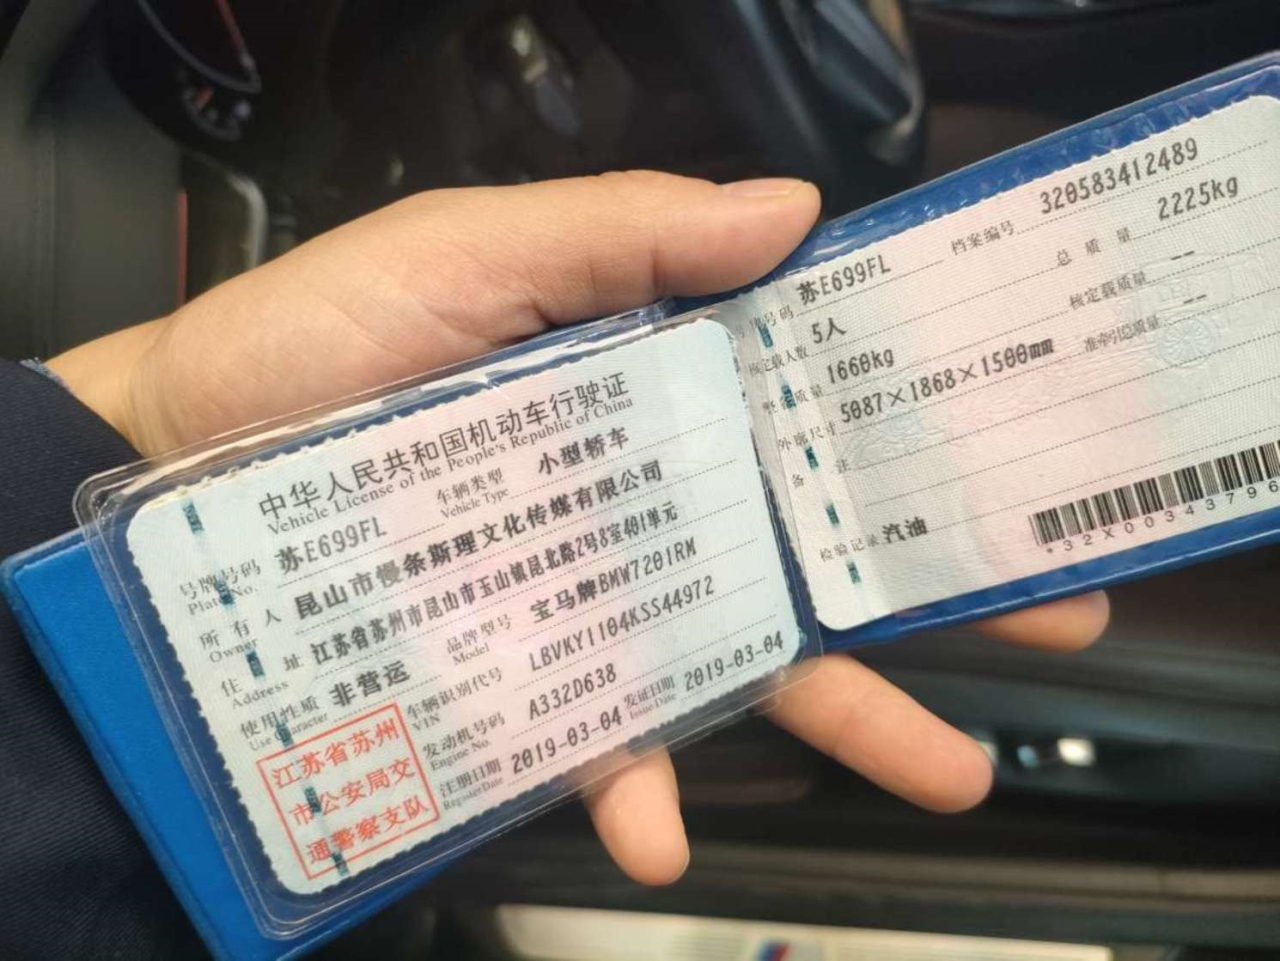 中华人民共和国机动车行驶证
Vehicle License of the People's Republic of China
号牌号码 苏E699FL 车辆类型 小型轿车
Plate No. Vehicle Type
所有人 昆山市慢条斯理文化传媒有限公司
Owner
住址 江苏省苏州市昆山市玉山镇昆北路2号8室401单元
Address
使用性质 非营运 品牌型号 宝马牌BMW7201RM
Use Character Model
车辆识别代号 LBVKY1104KSS44972
VIN
发动机号码 A332D638
Engine No.
注册日期 2019-03-04 发证日期 2019-03-04
Register Date Issue Date
江苏省苏州
市公安局交
通警察支队
号牌号码 苏E699FL 档案编号 320583412489
核定载人数 5人 总质量 2225kg
整备质量 1660kg 核定载质量 --
外廓尺寸 5087×1868×1500mm 准牵引总质量 --
备注
检验记录 汽油
*32X00343796